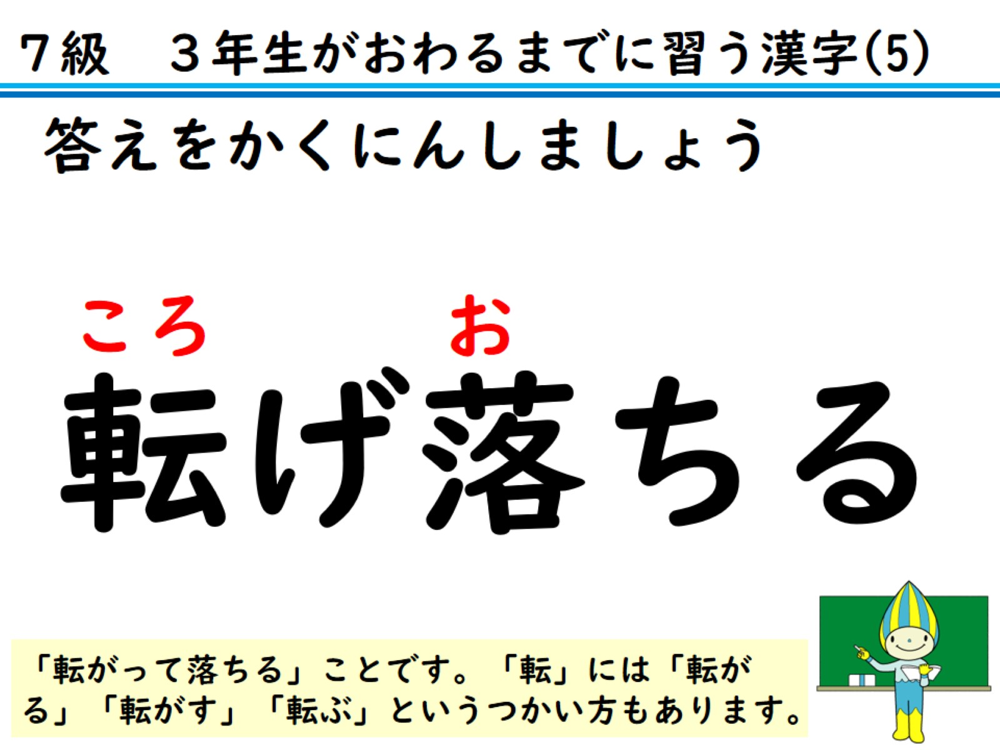 ７級　３年生がおわるまでに習う漢字(5)
答えをかくにんしましょう
ころ　お
転げ落ちる
「転がって落ちる」ことです。「転」には「転が
る」「転がす」「転ぶ」というつかい方もあります。